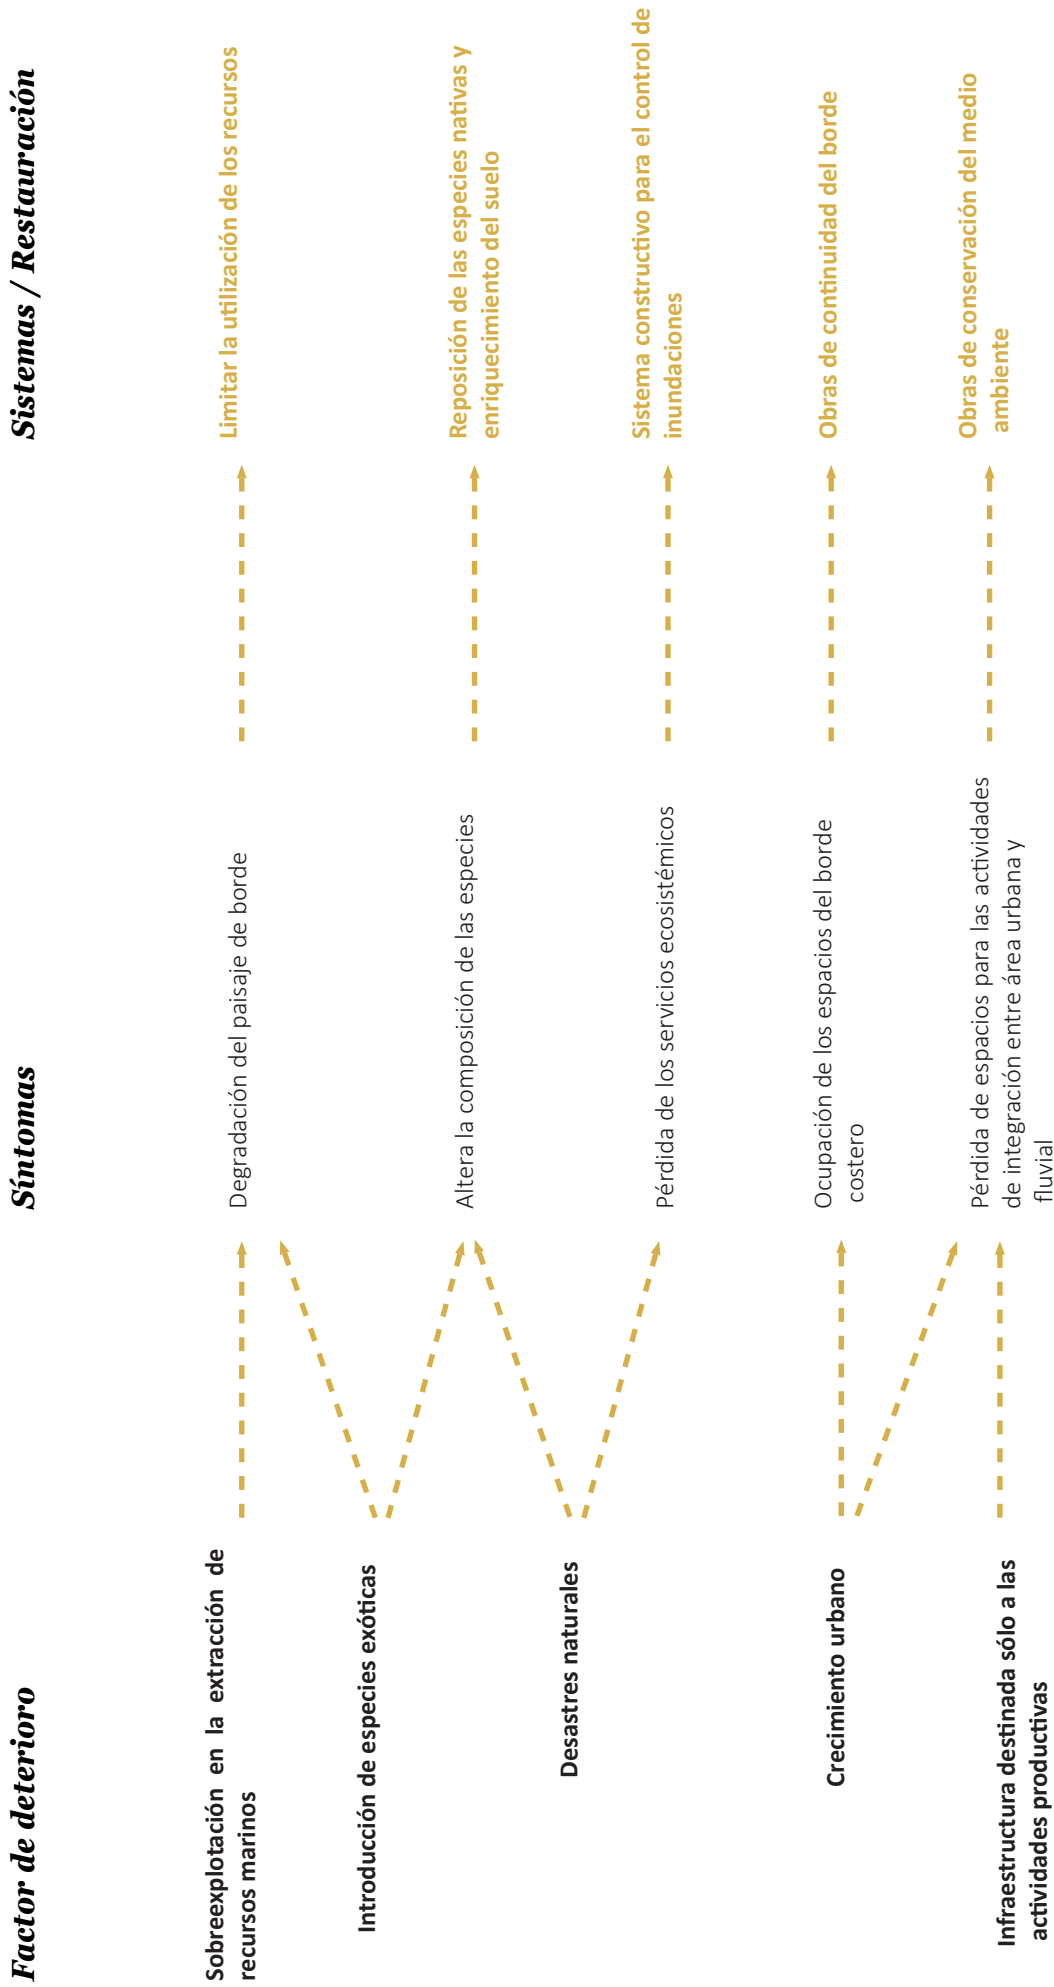 Factor de deterioro
Síntomas
Sistemas / Restauración
Sobreexplotación en la extracción de
recursos marinos
Degradación del paisaje de borde
Limitar la utilización de los recursos
Introducción de especies exóticas
Altera la composición de las especies
Reposición de las especies nativas y
enriquecimiento del suelo
Desastres naturales
Pérdida de los servicios ecosistémicos
Sistema constructivo para el control de
inundaciones
Crecimiento urbano
Ocupación de los espacios del borde
costero
Obras de continuidad del borde
Infraestructura destinada sólo a las
actividades productivas
Pérdida de espacios para las actividades
de integración entre área urbana y
fluvial
Obras de conservación del medio
ambiente